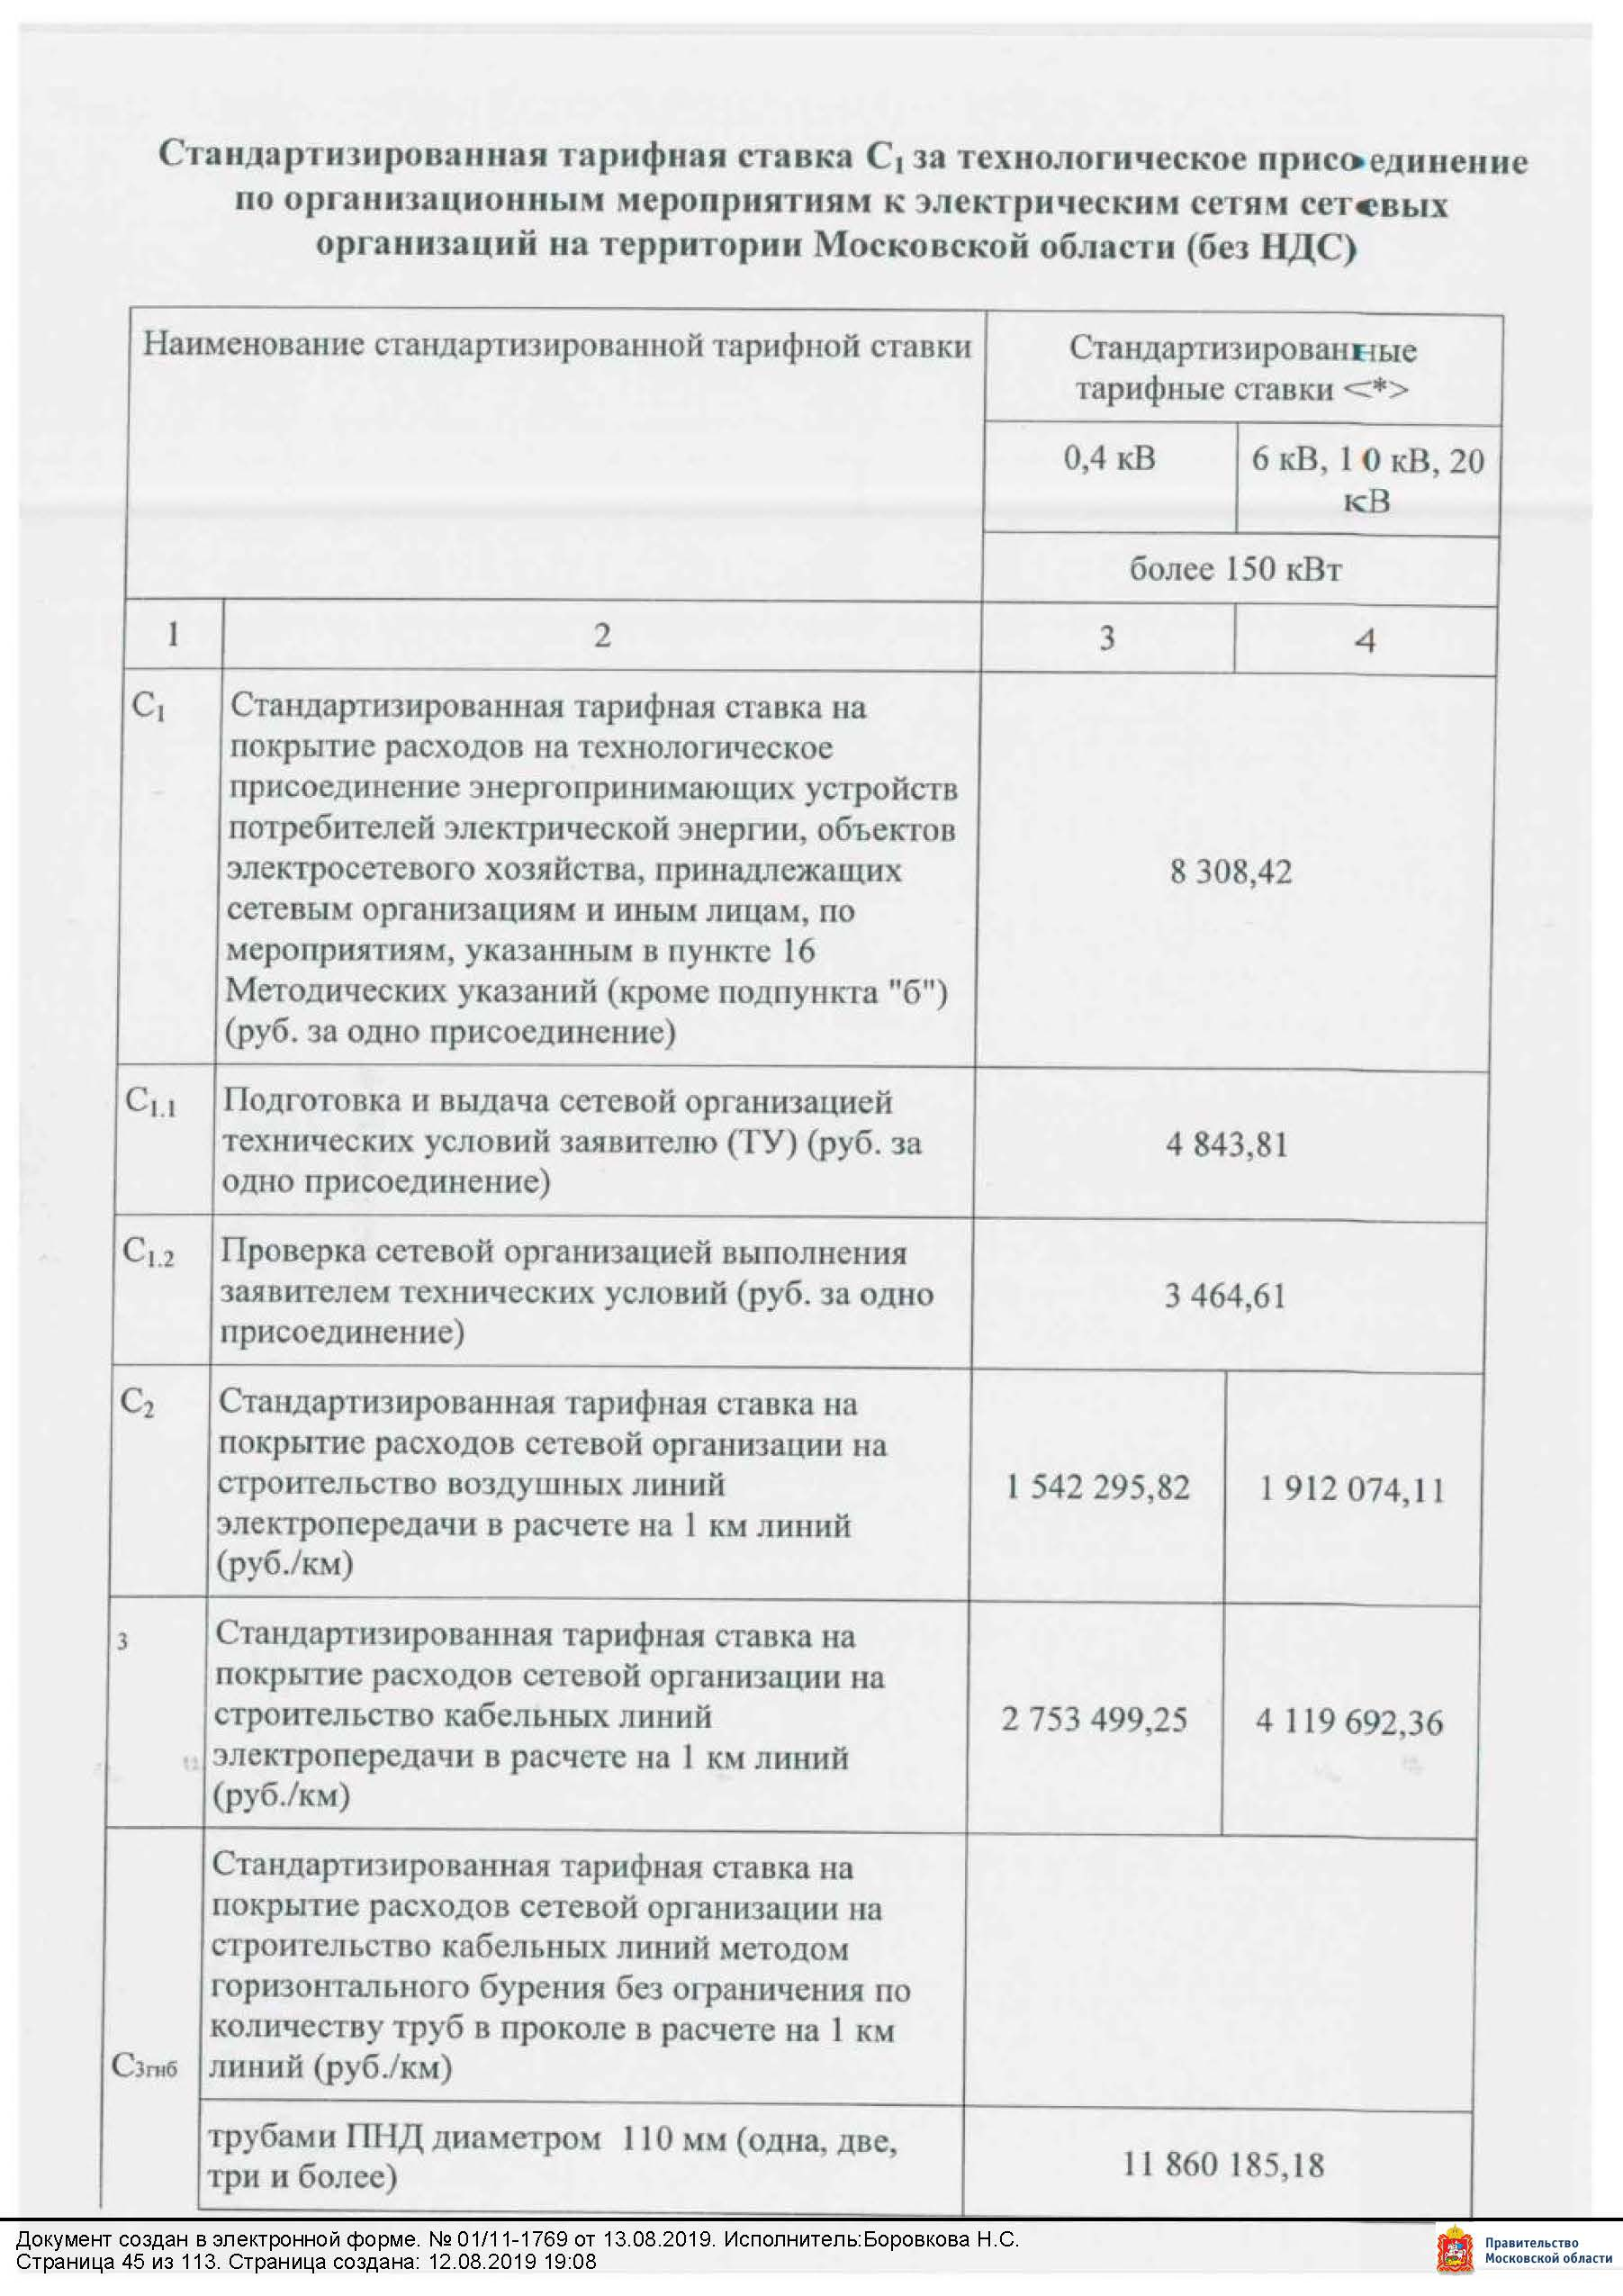 Стандартизированная тарифная ставка С1 за технологическое присоединение
по организационным мероприятиям к электрическим сетям сетевых
организаций на территории Московской области (без НДС)
Наименование стандартизированной тарифной ставки
Стандартизированные
тарифные ставки <*>
0,4 кВ
6 кВ, 10 кВ, 20
кВ
более 150 кВт
1
2
3
4
С1
Стандартизированная тарифная ставка на
покрытие расходов на технологическое
присоединение энергопринимающих устройств
потребителей электрической энергии, объектов
электросетевого хозяйства, принадлежащих
сетевым организациям и иным лицам, по
мероприятиям, указанным в пункте 16
Методических указаний (кроме подпункта "б")
(руб. за одно присоединение)
8 308,42
С1.1
Подготовка и выдача сетевой организацией
технических условий заявителю (ТУ) (руб. за
одно присоединение)
4 843,81
С1.2
Проверка сетевой организацией выполнения
заявителем технических условий (руб. за одно
присоединение)
3 464,61
С2
Стандартизированная тарифная ставка на
покрытие расходов сетевой организации на
строительство воздушных линий
электропередачи в расчете на 1 км линий
(руб./км)
1 542 295,82
1 912 074,11
3
Стандартизированная тарифная ставка на
покрытие расходов сетевой организации на
строительство кабельных линий
электропередачи в расчете на 1 км линий
(руб./км)
2 753 499,25
4 119 692,36
С3гнб
Стандартизированная тарифная ставка на
покрытие расходов сетевой организации на
строительство кабельных линий методом
горизонтального бурения без ограничения по
количеству труб в проколе в расчете на 1 км
линий (руб./км)
трубами ПНД диаметром 110 мм (одна, две,
три и более)
11 860 185,18
Документ создан в электронной форме. № 01/11-1769 от 13.08.2019. Исполнитель:Боровкова Н.С.
Страница 45 из 113. Страница создана: 12.08.2019 19:08
Правительство
Московской области